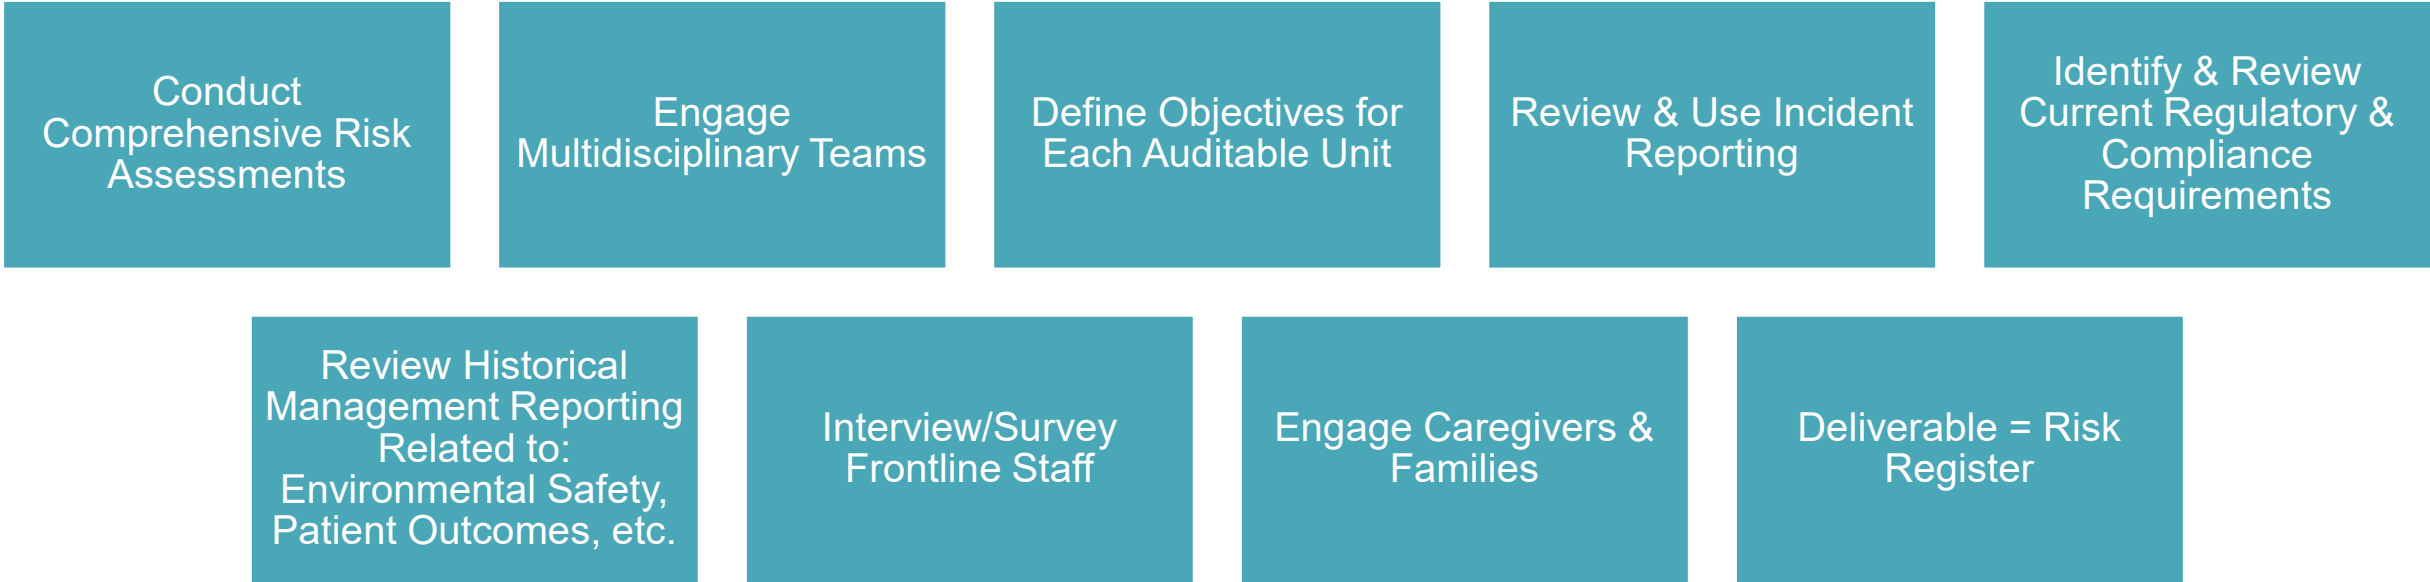 Conduct
Comprehensive Risk
Assessments
Engage
Multidisciplinary Teams
Define Objectives for
Each Auditable Unit
Review & Use Incident
Reporting
Identify & Review
Current Regulatory &
Compliance
Requirements
Review Historical
Management Reporting
Related to:
Environmental Safety,
Patient Outcomes, etc.
Interview/Survey
Frontline Staff
Engage Caregivers &
Families
Deliverable = Risk
Register